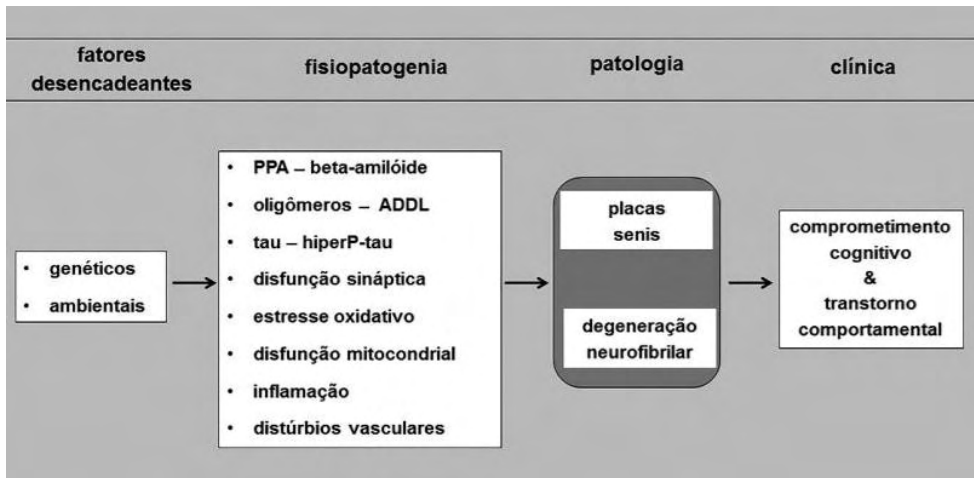 fatores
desencadeantes
fisiopatogenia
patologia
clínica
• genéticos
• ambientais
• PPA – beta-amilóide
• oligômeros – ADDL
• tau – hiperP-tau
• disfunção sináptica
• estresse oxidativo
• disfunção mitocondrial
• inflamação
• distúrbios vasculares
placas
senis
degeneração
neurofibrilar
comprometimento
cognitivo
&
transtorno
comportamental